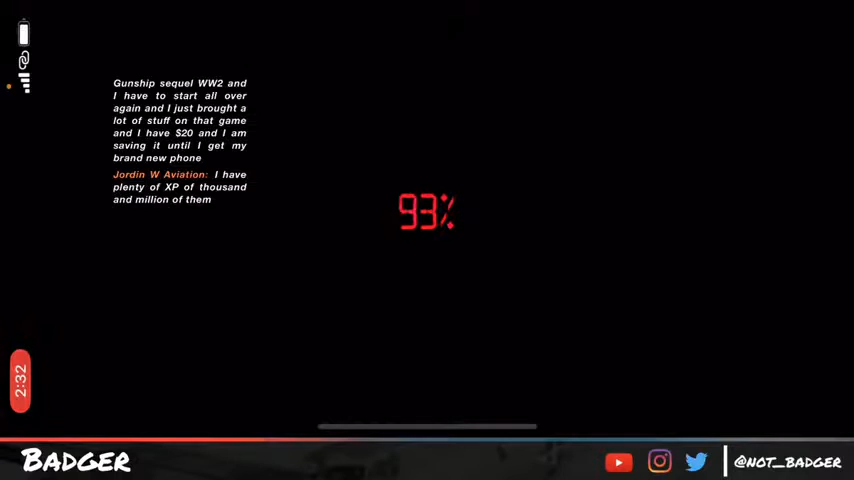 Gunship sequel WW2 and
I have to start all over
again and I just brought a
lot of stuff on that game
and I have $20 and I am
saving it until I get my
brand new phone
Jordin W Aviation: I have
plenty of XP of thousand
and million of them
93%
2:32
BADGER
@NOT_BADGER